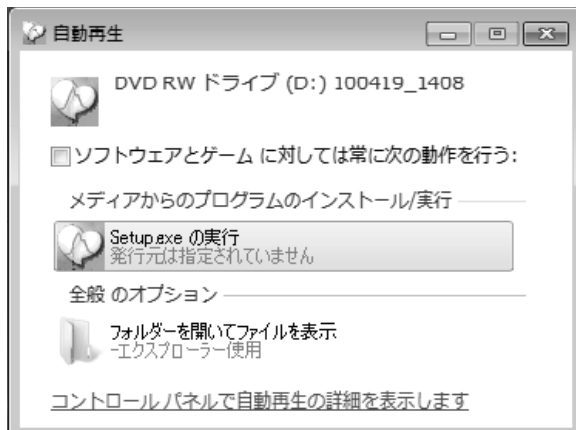 自動再生
DVD RW ドライブ (D:) 100419_1408
ソフトウェアとゲーム に対しては常に次の動作を行う:
メディアからのプログラムのインストール/実行
Setup.exe の実行
発行元は指定されていません
全般 のオプション
フォルダーを開いてファイルを表示
-エクスプローラー使用
コントロール パネルで自動再生の詳細を表示します